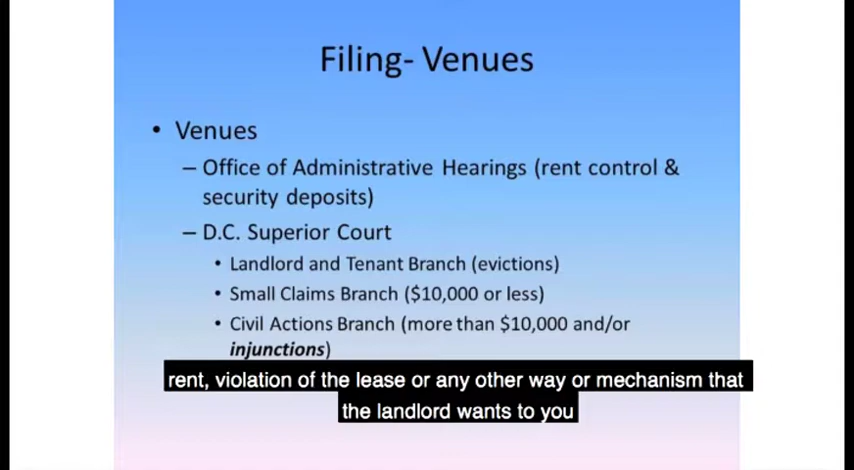 Filing- Venues
• Venues
– Office of Administrative Hearings (rent control &
security deposits)
– D.C. Superior Court
• Landlord and Tenant Branch (evictions)
• Small Claims Branch ($10,000 or less)
• Civil Actions Branch (more than $10,000 and/or
injunctions)
rent, violation of the lease or any other way or mechanism that
the landlord wants to you